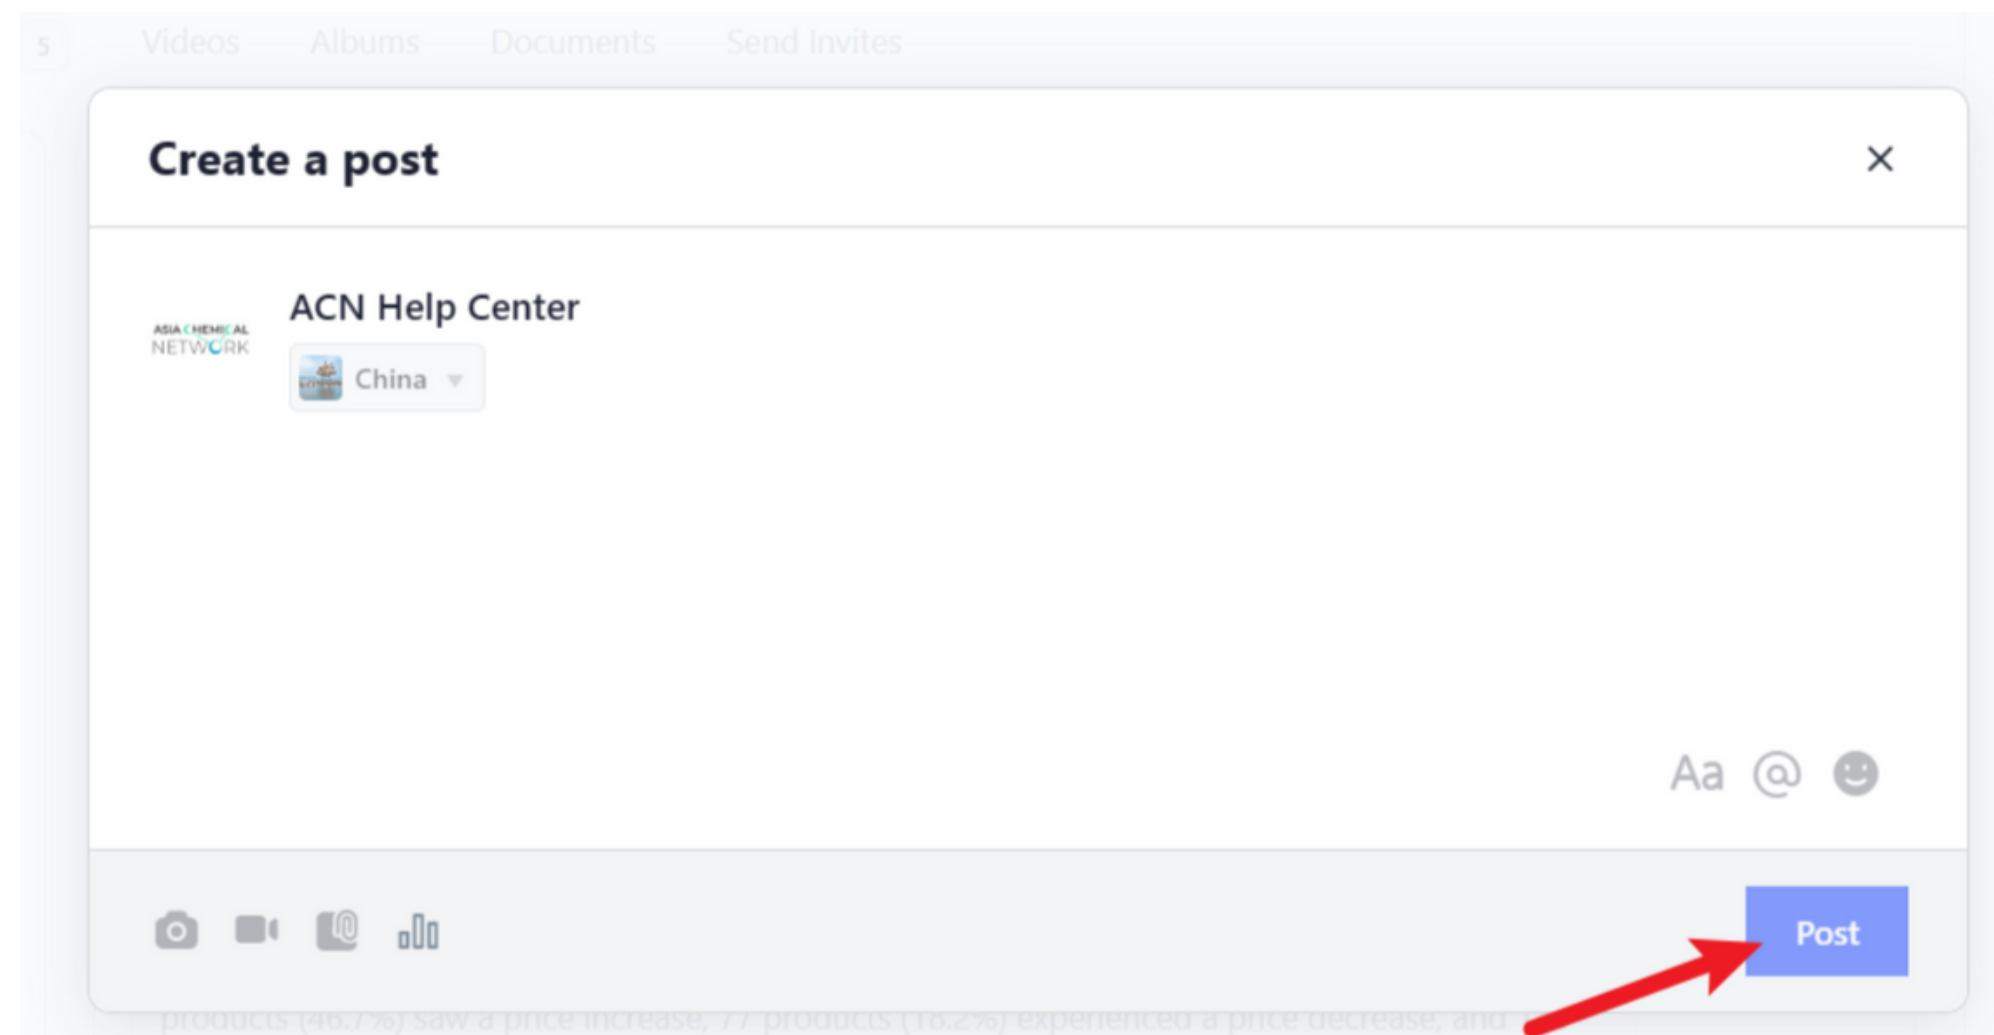 5 Videos Albums Documents Send Invites
Create a post
ACN Help Center
ASIA CHEMICAL
NETWORK
China
Aa @
Post
products (46.7%) saw a price increase, 77 products (18.2%) experienced a price decrease, and